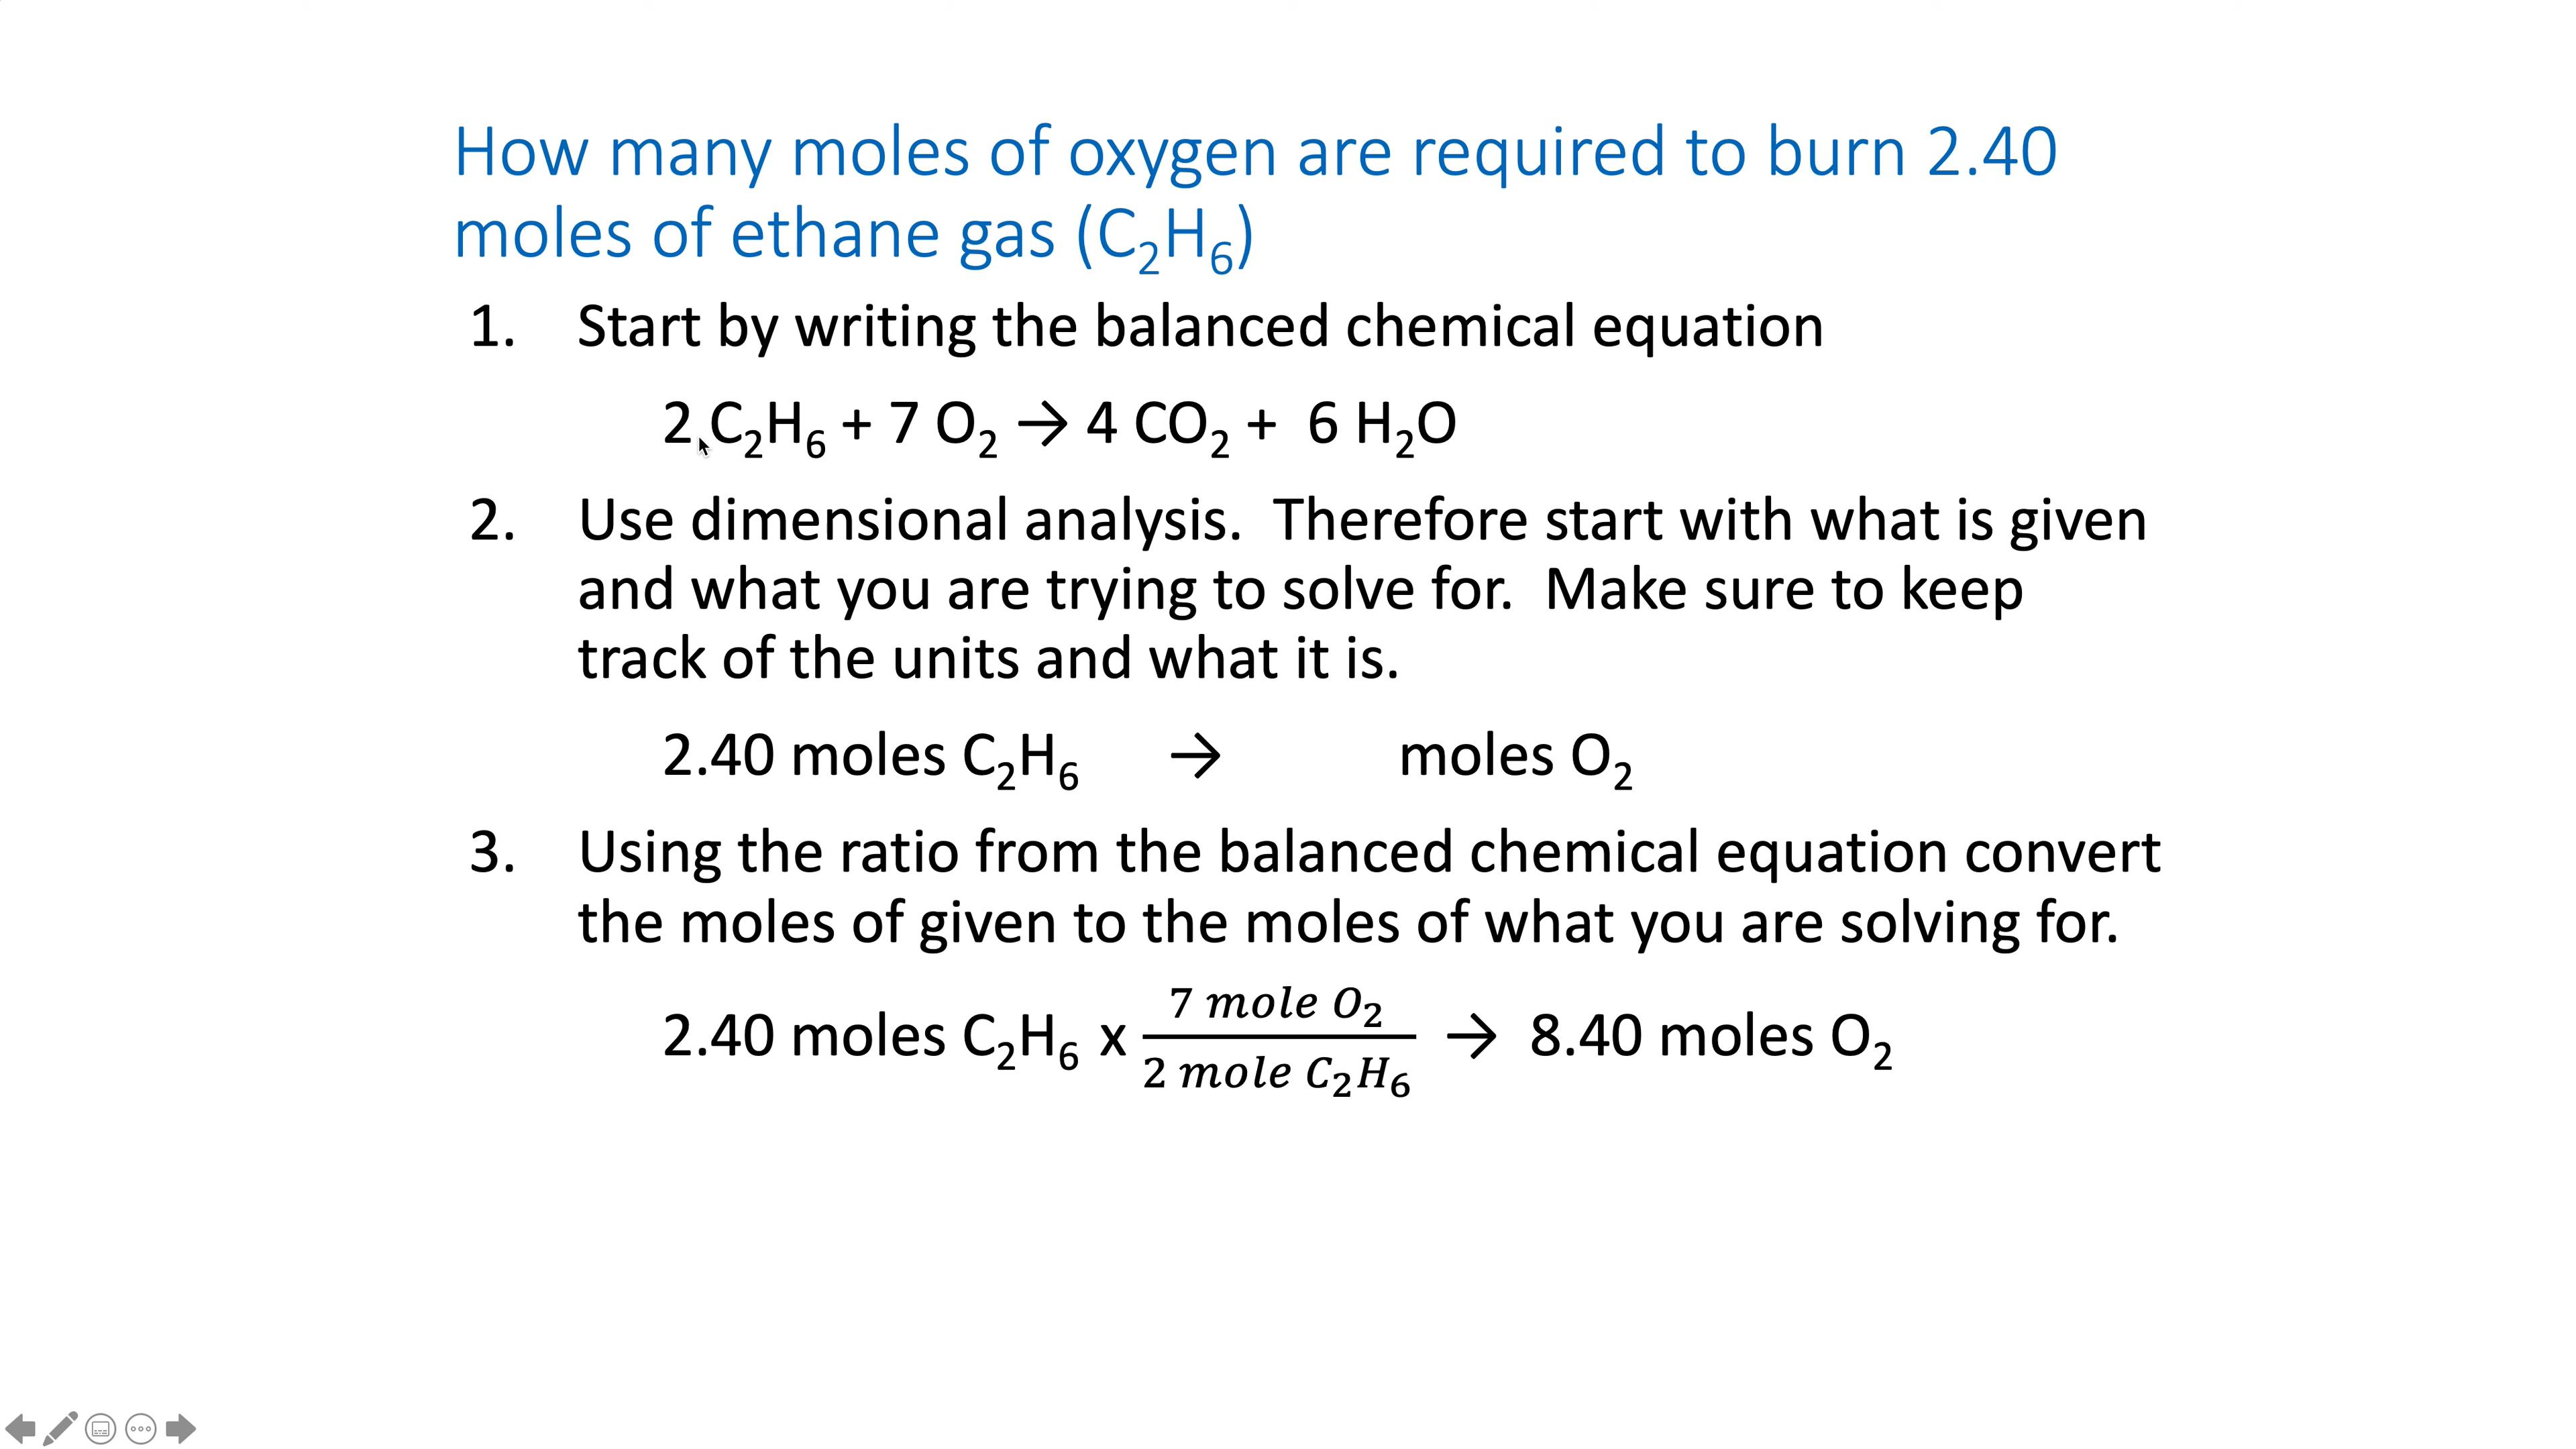 How many moles of oxygen are required to burn 2.40
moles of ethane gas (C₂H₆)
1. Start by writing the balanced chemical equation
2 C₂H₆ + 7 O₂ → 4 CO₂ + 6 H₂O
2. Use dimensional analysis. Therefore start with what is given
and what you are trying to solve for. Make sure to keep
track of the units and what it is.
2.40 moles C₂H₆ → moles O₂
3. Using the ratio from the balanced chemical equation convert
the moles of given to the moles of what you are solving for.
2.40 moles C₂H₆ x 7 mole O₂ / 2 mole C₂H₆ → 8.40 moles O₂